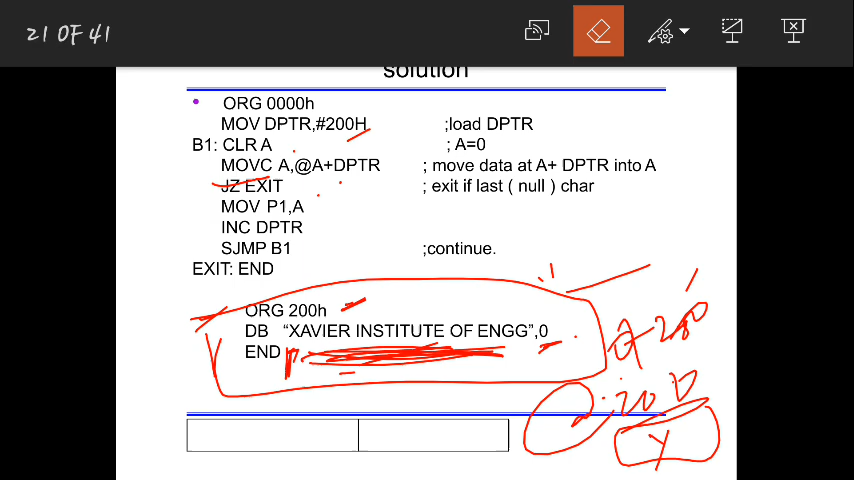 21 OF 41
solution
• ORG 0000h
MOV DPTR,#200H ;load DPTR
B1: CLR A ; A=0
MOVC A,@A+DPTR ; move data at A+ DPTR into A
JZ EXIT ; exit if last ( null ) char
MOV P1,A
INC DPTR
SJMP B1 ;continue.
EXIT: END
ORG 200h
DB “XAVIER INSTITUTE OF ENGG”,0
END